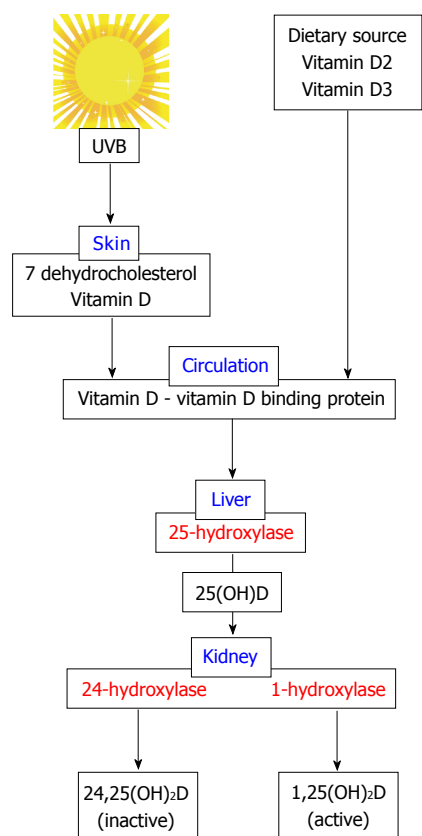 Dietary source
Vitamin D2
Vitamin D3
UVB
Skin
7 dehydrocholesterol
Vitamin D
Circulation
Vitamin D - vitamin D binding protein
Liver
25-hydroxylase
25(OH)D
Kidney
24-hydroxylase 1-hydroxylase
24,25(OH)₂D
(inactive)
1,25(OH)₂D
(active)